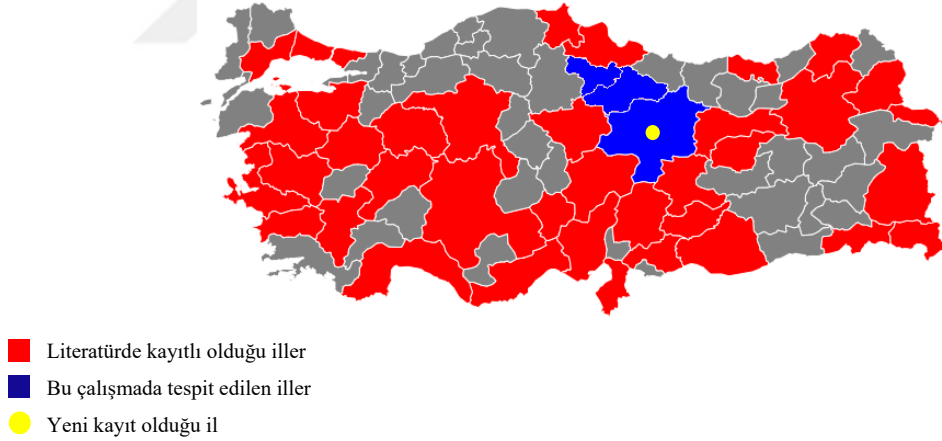 Literatürde kayıtlı olduğu iller
Bu çalışmada tespit edilen iller
Yeni kayıt olduğu il